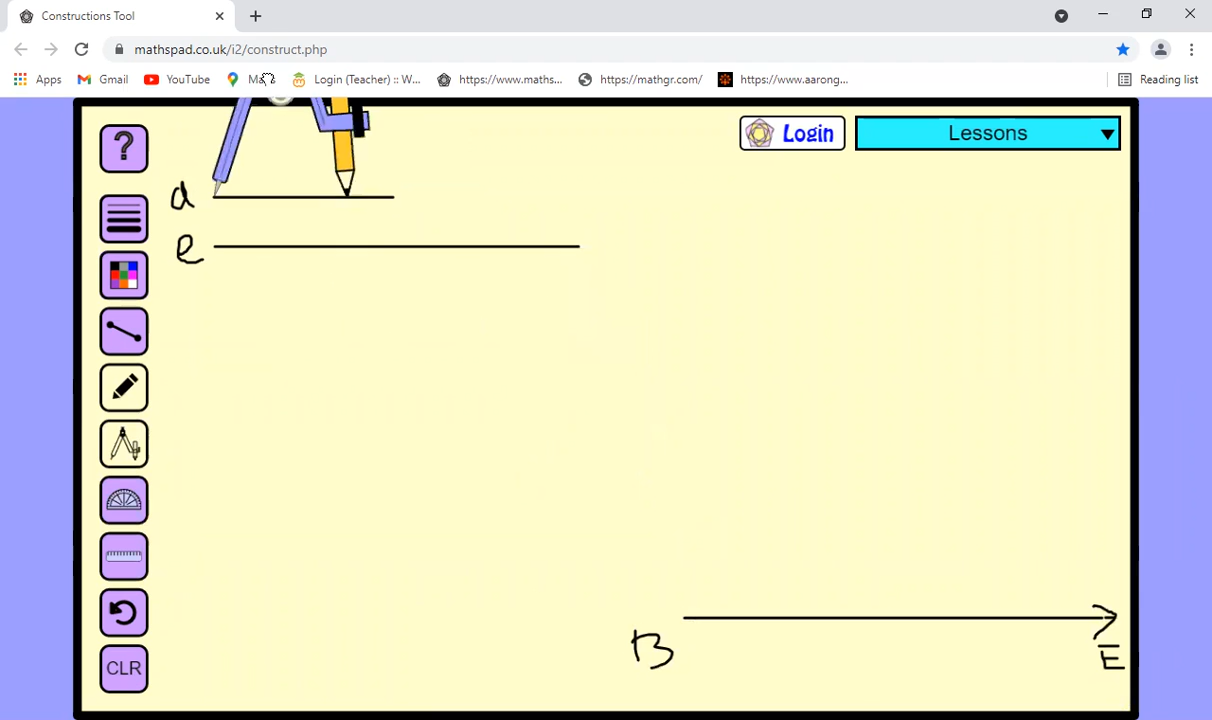 Constructions Tool
mathspad.co.uk/i2/construct.php
Apps
Gmail
YouTube
Login (Teacher) :: W...
https://www.maths...
https://mathgr.com/
https://www.aarong...
Reading list
?
Login
Lessons
d
e
CLR
B
E